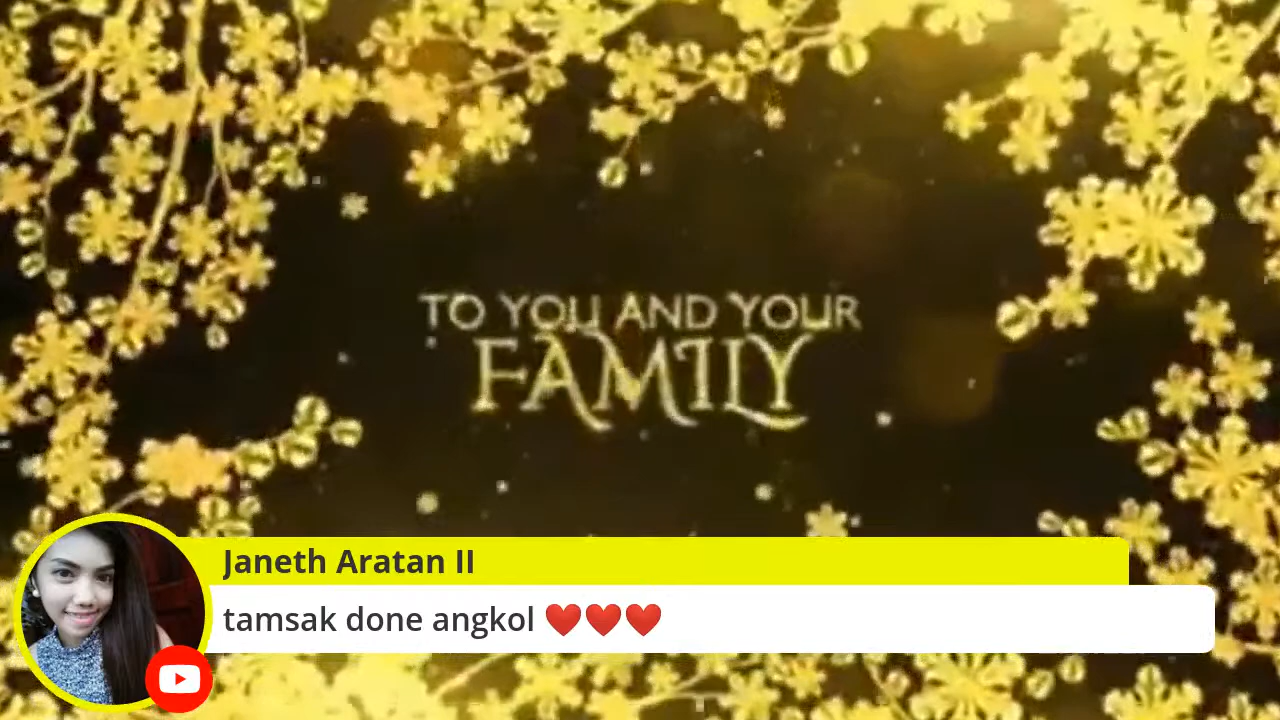 TO YOU AND YOUR
FAMILY
Janeth Aratan II
tamsak done angkol ❤️❤️❤️